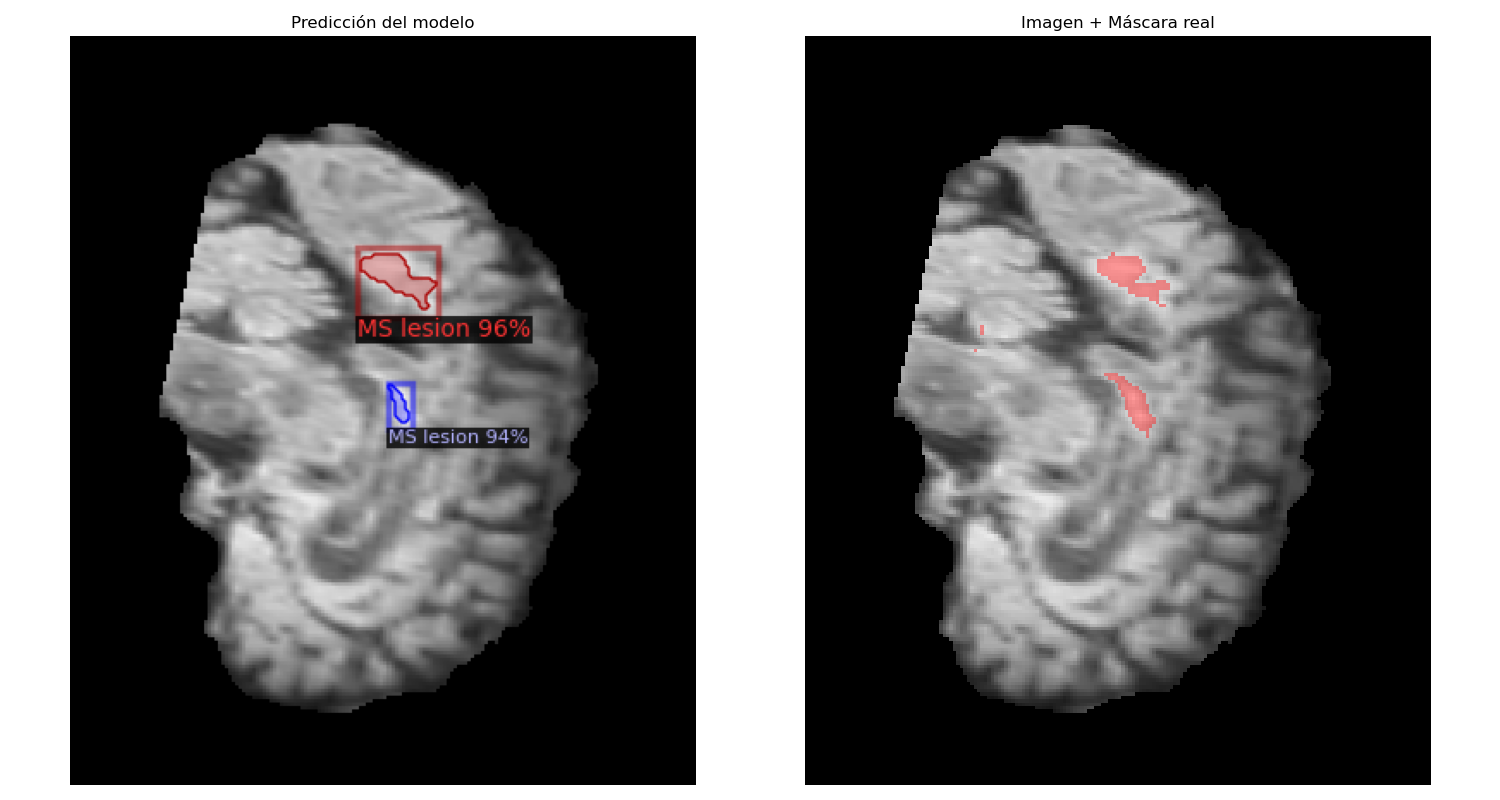 Predicción del modelo
Imagen + Máscara real
MS lesion 96%
MS lesion 94%